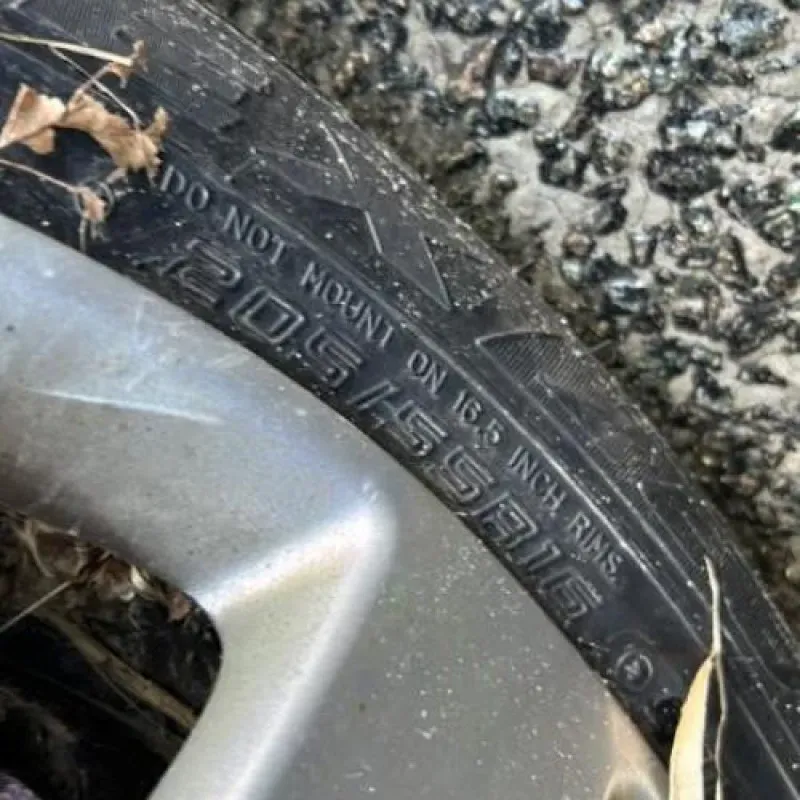 DO NOT MOUNT ON 16.5 INCH RIMS.
205/55R16